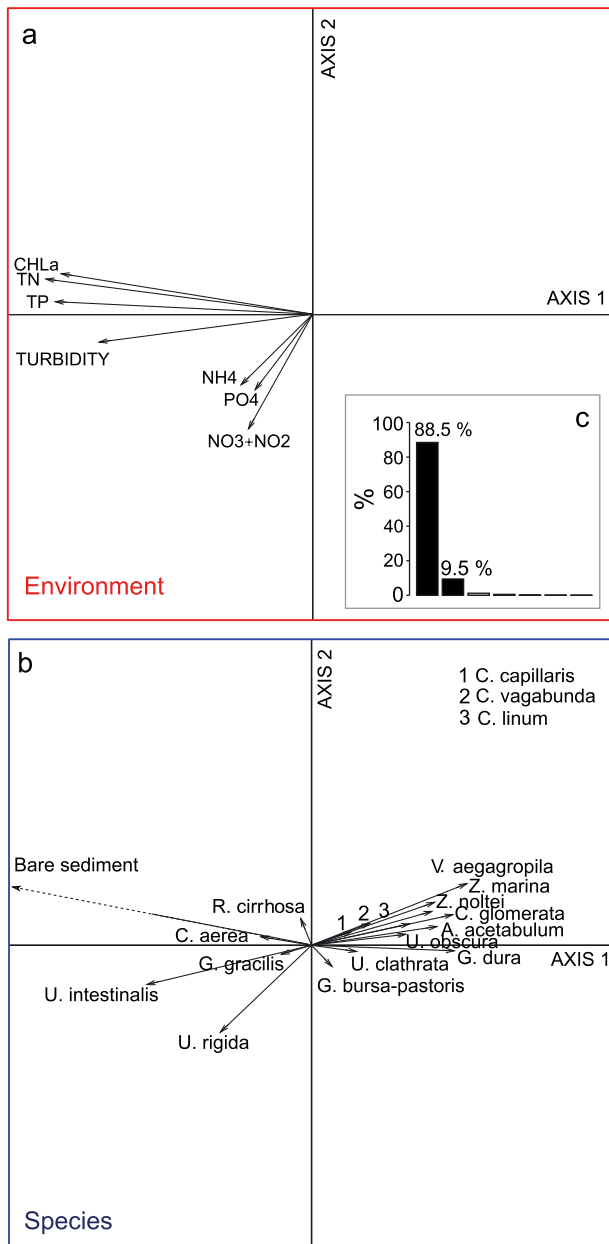 a
AXIS 2
CHLa
TN
AXIS 1
TP
TURBIDITY
NH4
PO4
NO3+NO2
c
100
88.5 %
80
%
60
40
20
9.5 %
0
Environment
b
AXIS 2
1 C. capillaris
2 C. vagabunda
3 C. linum
Bare sediment
V. aegagropila
Z. marina
R. cirrhosa
1 2 3
Z. noltei
C. glomerata
C. aerea
A. acetabulum
U. obscura
G. gracilis
U. clathrata
G. dura
AXIS 1
U. intestinalis
G. bursa-pastoris
U. rigida
Species